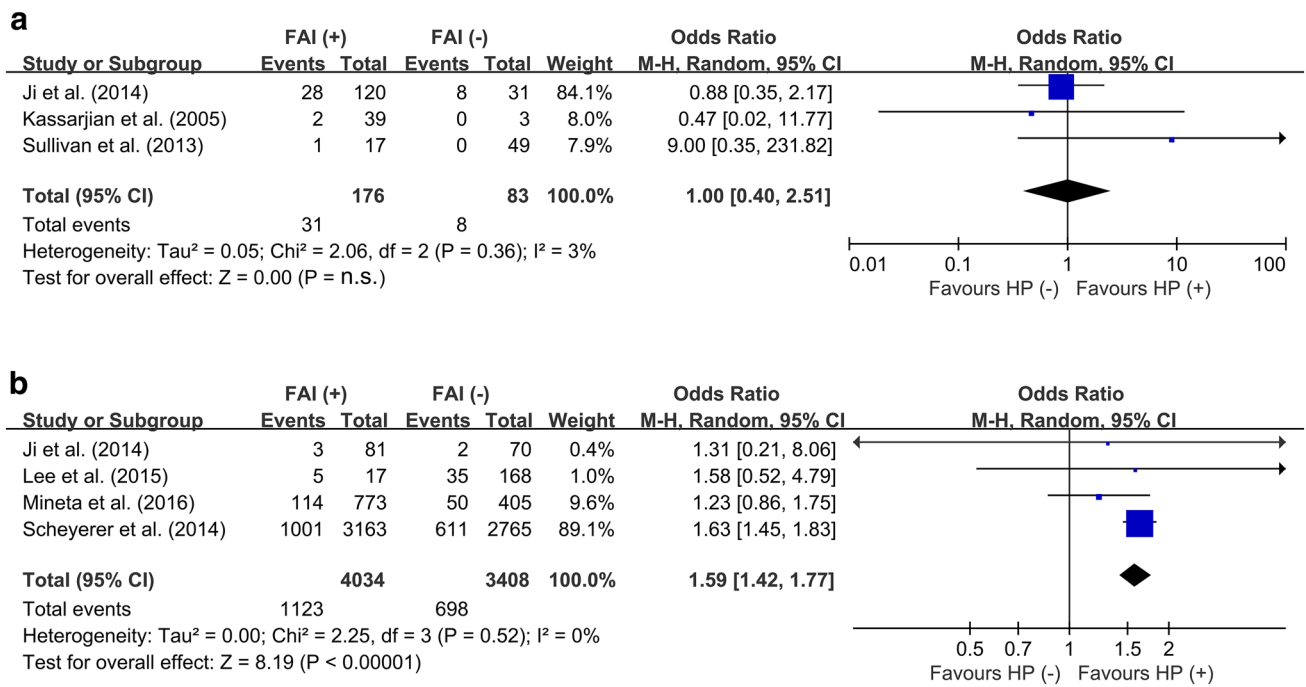 a
FAI (+) FAI (-) Odds Ratio Odds Ratio
Study or Subgroup Events Total Events Total Weight M-H, Random, 95% CI M-H, Random, 95% CI
Ji et al. (2014) 28 120 8 31 84.1% 0.88 [0.35, 2.17]
Kassarjian et al. (2005) 2 39 0 3 8.0% 0.47 [0.02, 11.77]
Sullivan et al. (2013) 1 17 0 49 7.9% 9.00 [0.35, 231.82]
Total (95% CI) 176 83 100.0% 1.00 [0.40, 2.51]
Total events 31 8
Heterogeneity: Tau² = 0.05; Chi² = 2.06, df = 2 (P = 0.36); I² = 3%
Test for overall effect: Z = 0.00 (P = n.s.)
0.01 0.1 1 10 100
Favours HP (-) Favours HP (+)
b
FAI (+) FAI (-) Odds Ratio Odds Ratio
Study or Subgroup Events Total Events Total Weight M-H, Random, 95% CI M-H, Random, 95% CI
Ji et al. (2014) 3 81 2 70 0.4% 1.31 [0.21, 8.06]
Lee et al. (2015) 5 17 35 168 1.0% 1.58 [0.52, 4.79]
Mineta et al. (2016) 114 773 50 405 9.6% 1.23 [0.86, 1.75]
Scheyerer et al. (2014) 1001 3163 611 2765 89.1% 1.63 [1.45, 1.83]
Total (95% CI) 4034 3408 100.0% 1.59 [1.42, 1.77]
Total events 1123 698
Heterogeneity: Tau² = 0.00; Chi² = 2.25, df = 3 (P = 0.52); I² = 0%
Test for overall effect: Z = 8.19 (P < 0.00001)
0.5 0.7 1 1.5 2
Favours HP (-) Favours HP (+)